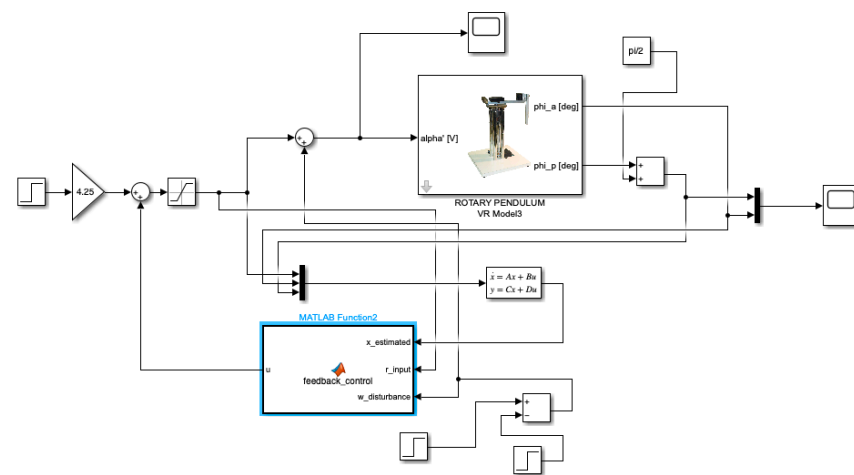 pi/2
phi_a [deg]
alpha' [V]
phi_p [deg]
4.25
ROTARY PENDULUM
VR Model3
ẋ = Ax + Bu
y = Cx + Du
MATLAB Function2
x_estimated
u
r_input
feedback_control
w_disturbance